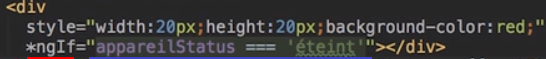 <div
style="width:20px;height:20px;background-color:red;"
*ngIf="appareilStatus === 'éteint'"></div>